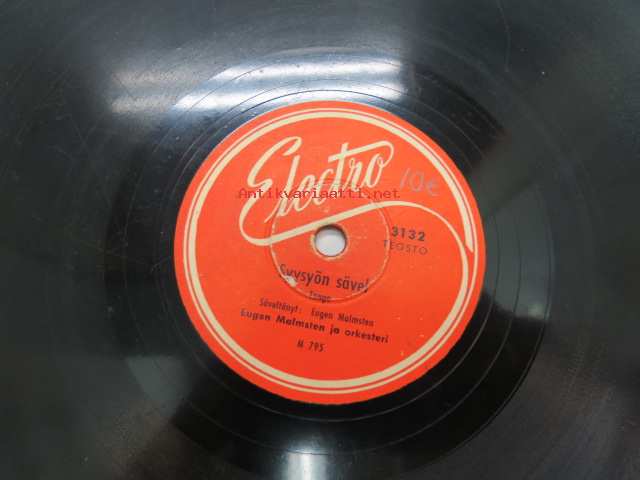 Electro
10€
Antikvariaatti.net
3132
TEOSTO
Syysyön sävel
Tango
Säveltänyt: Eugen Malmsten
Eugen Malmsten ja orkesteri
M 795